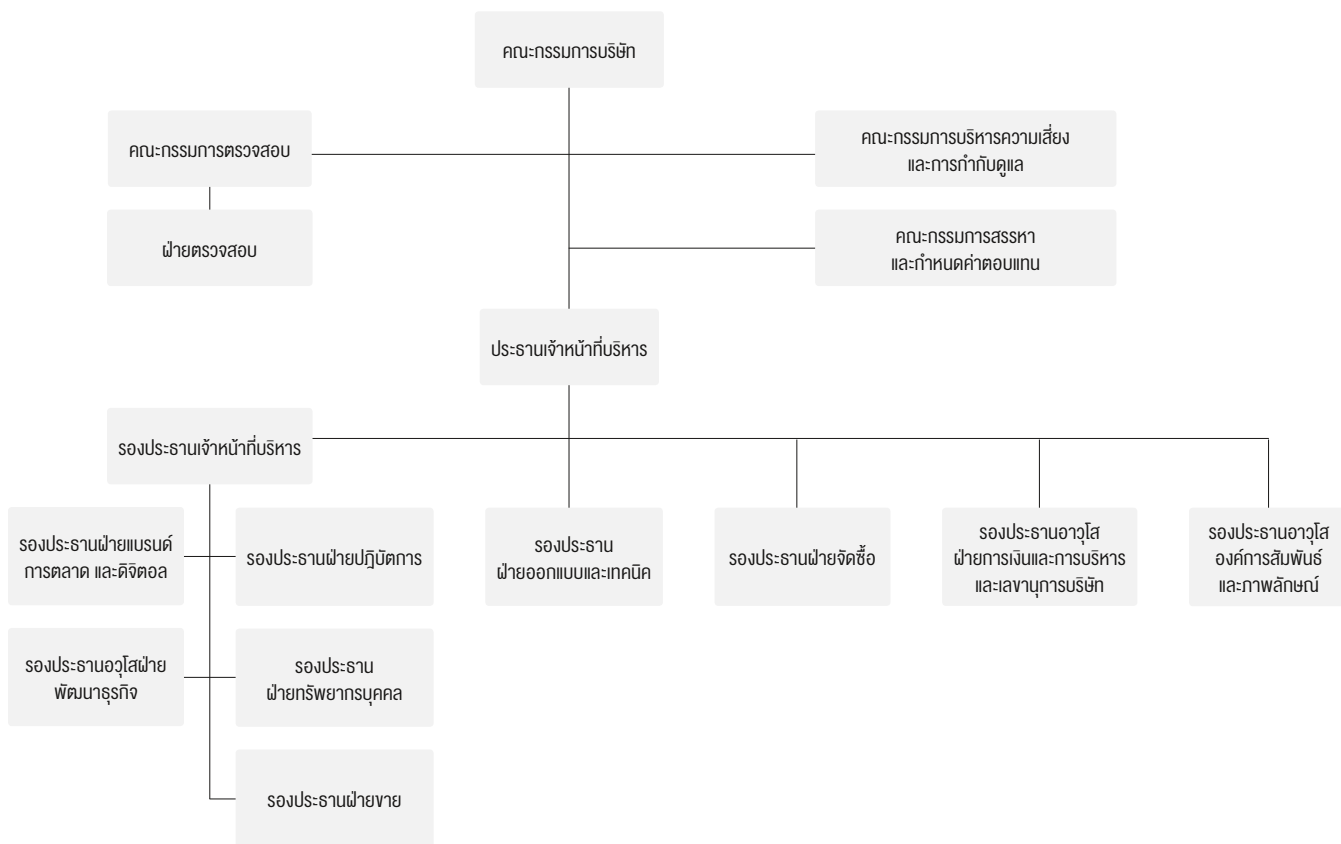 คณะกรรมการบริษัท
คณะกรรมการตรวจสอบ
คณะกรรมการบริหารความเสี่ยง
และการกำกับดูแล
ฝ่ายตรวจสอบ
คณะกรรมการสรรหา
และกำหนดค่าตอบแทน
ประธานเจ้าหน้าที่บริหาร
รองประธานเจ้าหน้าที่บริหาร
รองประธานฝ่ายแบรนด์
การตลาด และดิจิตอล
รองประธานฝ่ายปฎิบัตการ
รองประธาน
ฝ่ายออกแบบและเทคนิค
รองประธานฝ่ายจัดซื้อ
รองประธานอาวุโส
ฝ่ายการเงินและการบริหาร
และเลขานุการบริษัท
รองประธานอาวุโส
องค์การสัมพันธ์
และภาพลักษณ์
รองประธานอวุโสฝ่าย
พัฒนาธุรกิจ
รองประธาน
ฝ่ายทรัพยากรบุคคล
รองประธานฝ่ายขาย